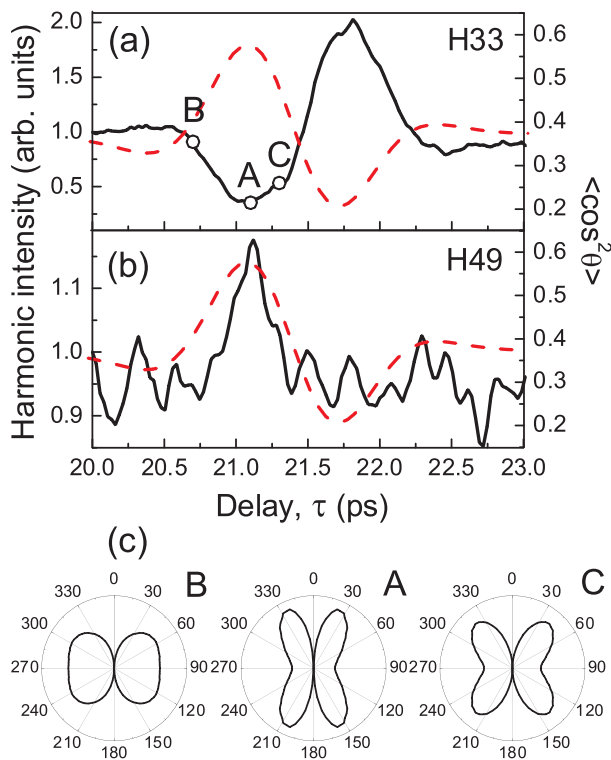 (a) H33
2.0
1.5
1.0
0.5
0.6
0.5
0.4
0.3
0.2
B
A
C
Harmonic intensity (arb. units)
<cos²θ>
(b) H49
1.1
1.0
0.9
0.6
0.5
0.4
0.3
0.2
20.0 20.5 21.0 21.5 22.0 22.5 23.0
Delay, τ (ps)
(c)
B
0 30 60 90 120 150 180 210 240 270 300 330
A
0 30 60 90 120 150 180 210 240 270 300 330
C
0 30 60 90 120 150 180 210 240 270 300 330